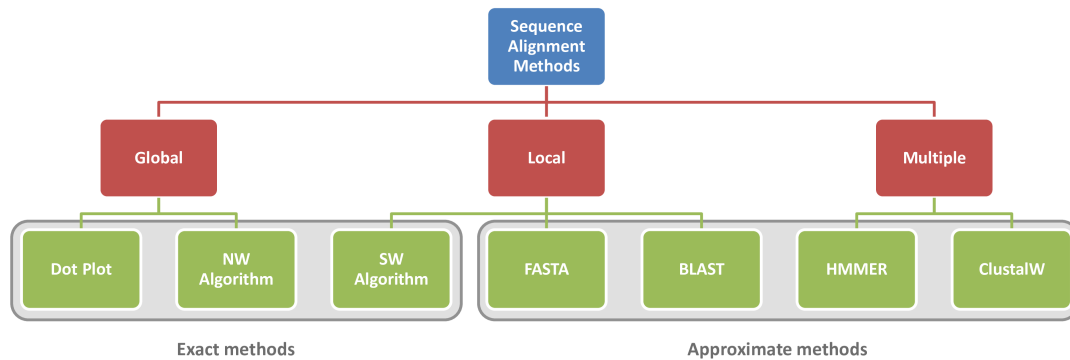 Sequence
Alignment
Methods
Global
Local
Multiple
Dot Plot
NW
Algorithm
SW
Algorithm
FASTA
BLAST
HMMER
ClustalW
Exact methods
Approximate methods